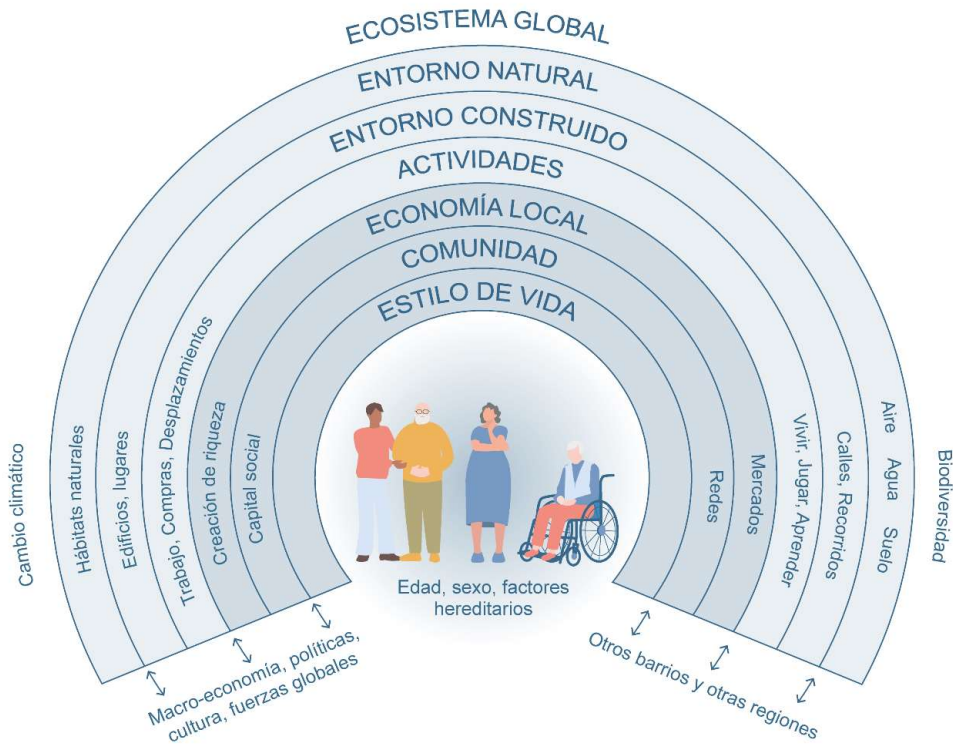 ECOSISTEMA GLOBAL
ENTORNO NATURAL
ENTORNO CONSTRUIDO
ACTIVIDADES
ECONOMÍA LOCAL
COMUNIDAD
ESTILO DE VIDA
Cambio climático
Hábitats naturales
Edificios, lugares
Trabajo, Compras, Desplazamientos
Creación de riqueza
Capital social
Redes
Mercados
Vivir, Jugar, Aprender
Calles, Recorridos
Aire Agua Suelo
Biodiversidad
Edad, sexo, factores
hereditarios
Macro-economía, políticas,
cultura, fuerzas globales
Otros barrios y otras regiones